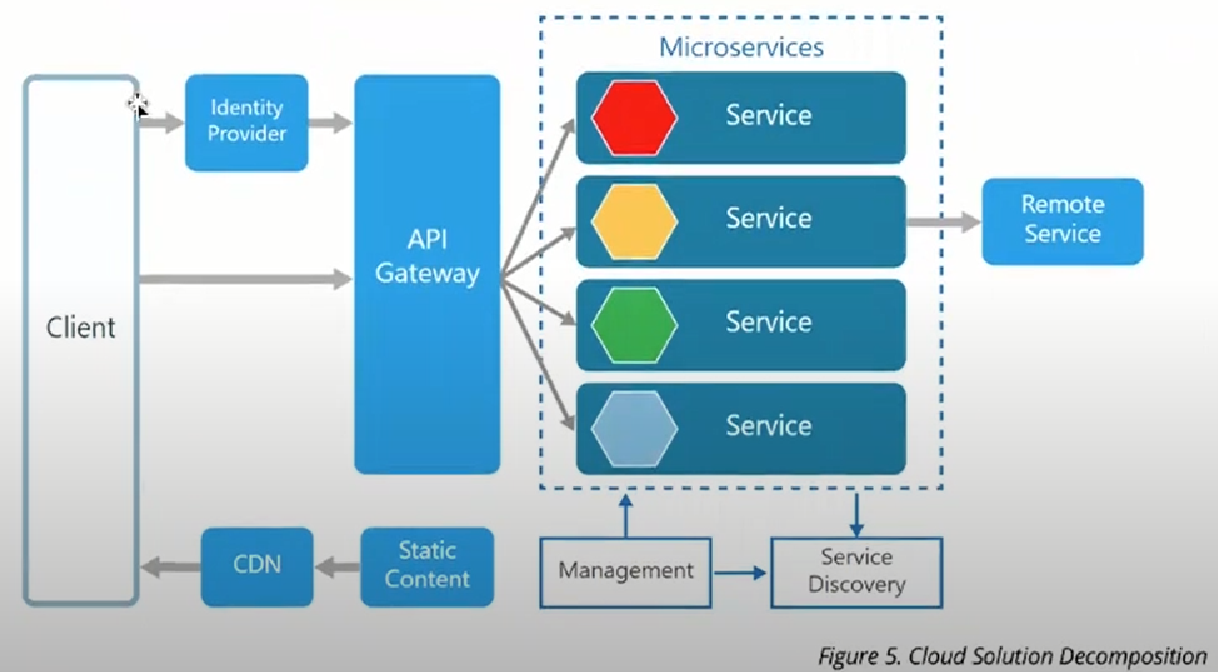 Microservices
Client
Identity
Provider
API
Gateway
Service
Service
Service
Service
Remote
Service
CDN
Static
Content
Management
Service
Discovery
Figure 5. Cloud Solution Decomposition